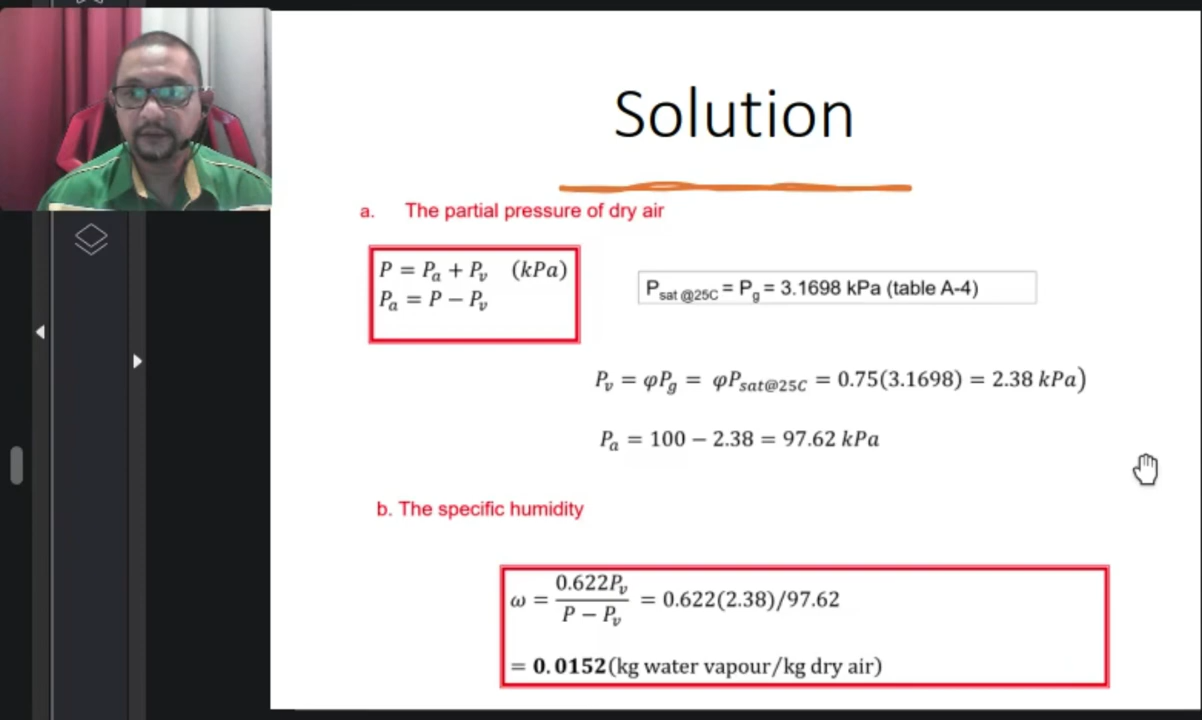 Solution
a. The partial pressure of dry air
P = Pₐ + Pᵥ (kPa)
Pₐ = P − Pᵥ
P sat @25C = Pg = 3.1698 kPa (table A-4)
Pᵥ = φPg = φPsat@25C = 0.75(3.1698) = 2.38 kPa)
Pₐ = 100 − 2.38 = 97.62 kPa
b. The specific humidity
ω = 0.622Pᵥ / P − Pᵥ = 0.622(2.38)/97.62
= 0.0152(kg water vapour/kg dry air)